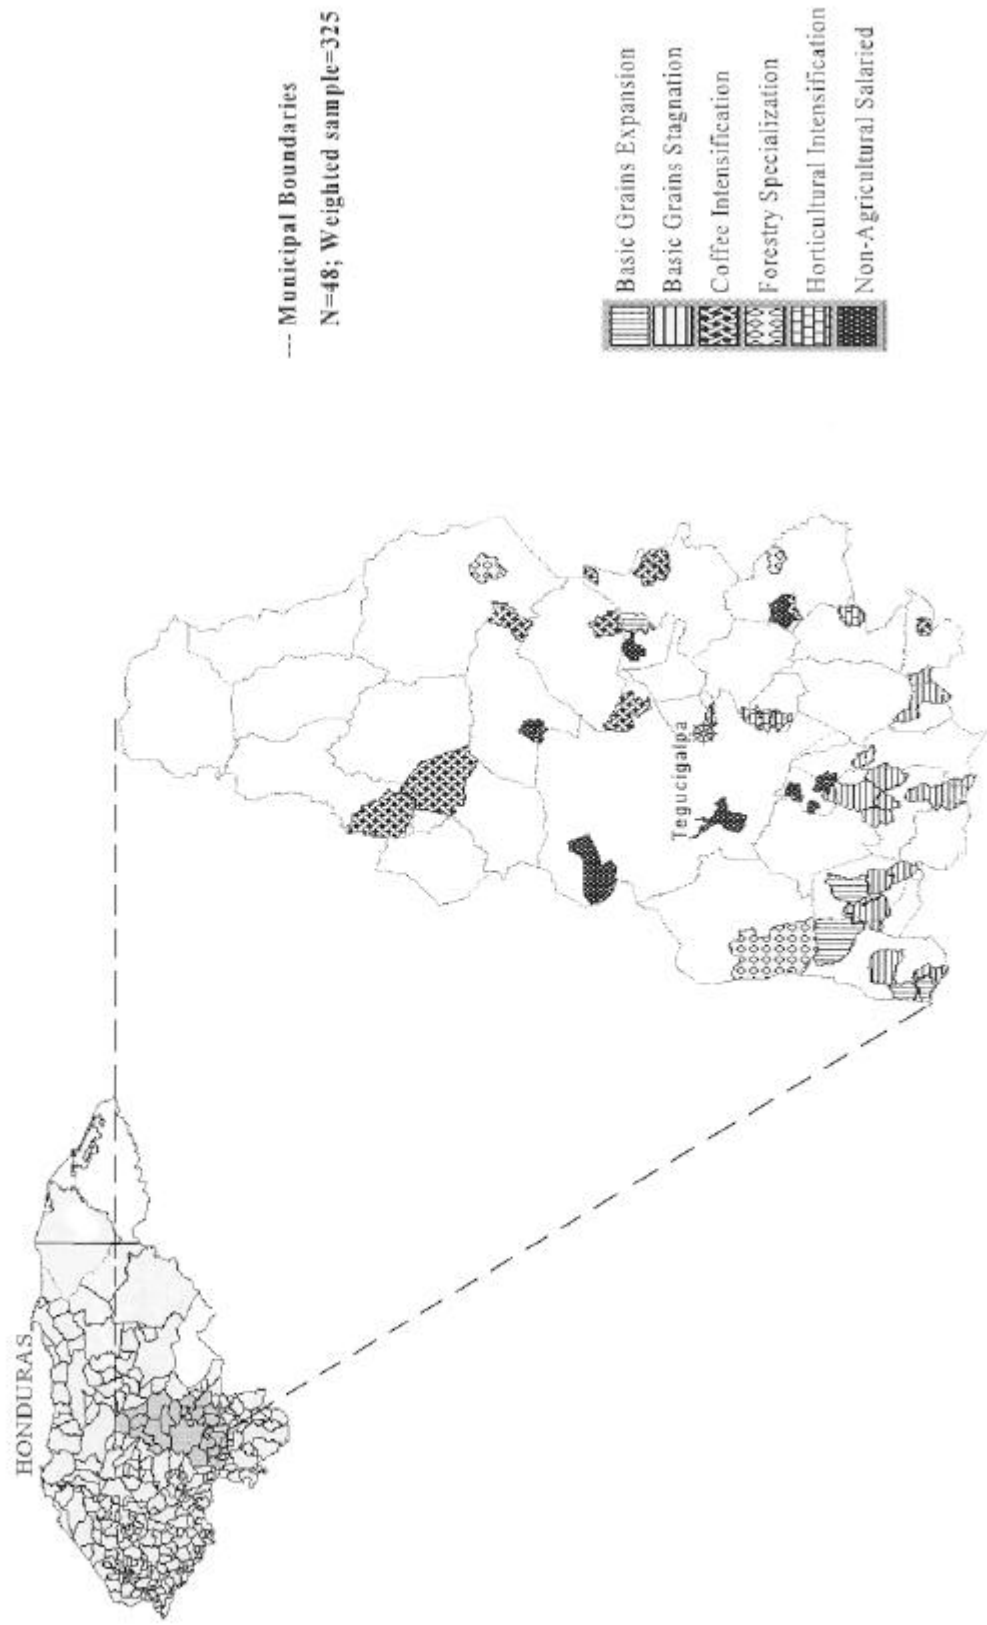 HONDURAS
--- Municipal Boundaries
N=48; Weighted sample=325
Tegucigalpa
Basic Grains Expansion
Basic Grains Stagnation
Coffee Intensification
Forestry Specialization
Horticultural Intensification
Non-Agricultural Salaried